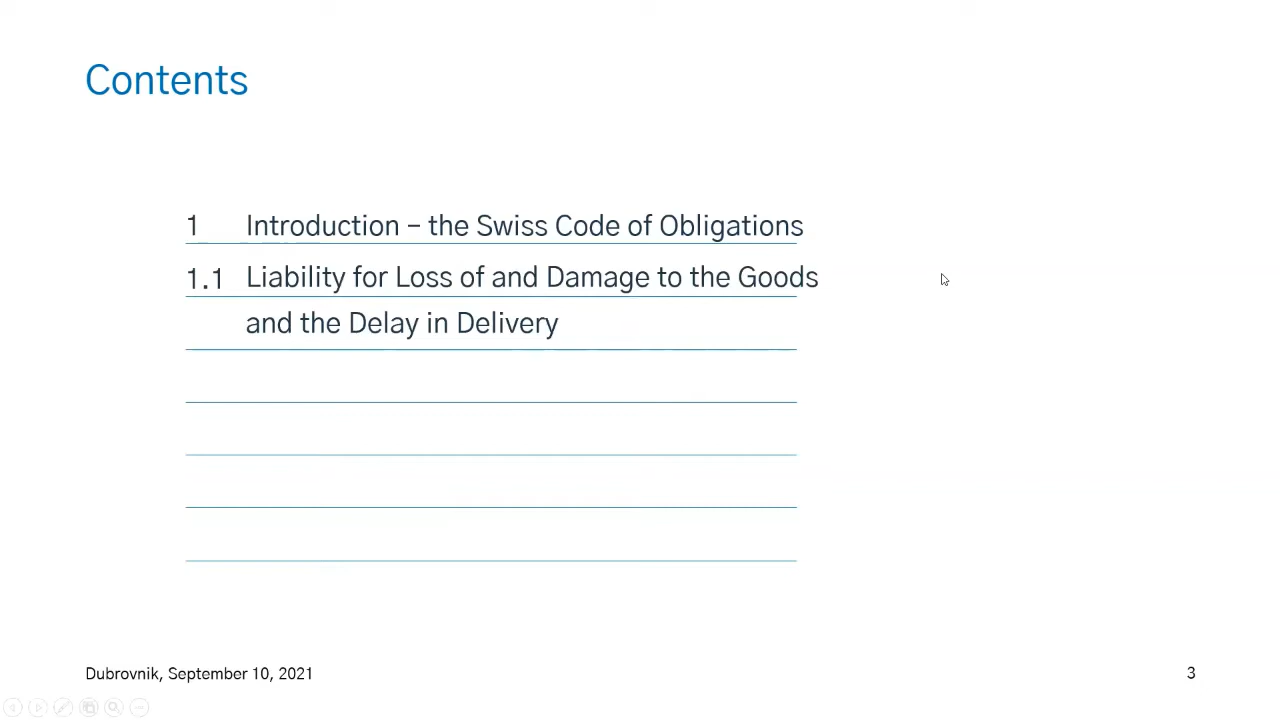 Contents
1 Introduction – the Swiss Code of Obligations
1.1 Liability for Loss of and Damage to the Goods
and the Delay in Delivery
Dubrovnik, September 10, 2021
3